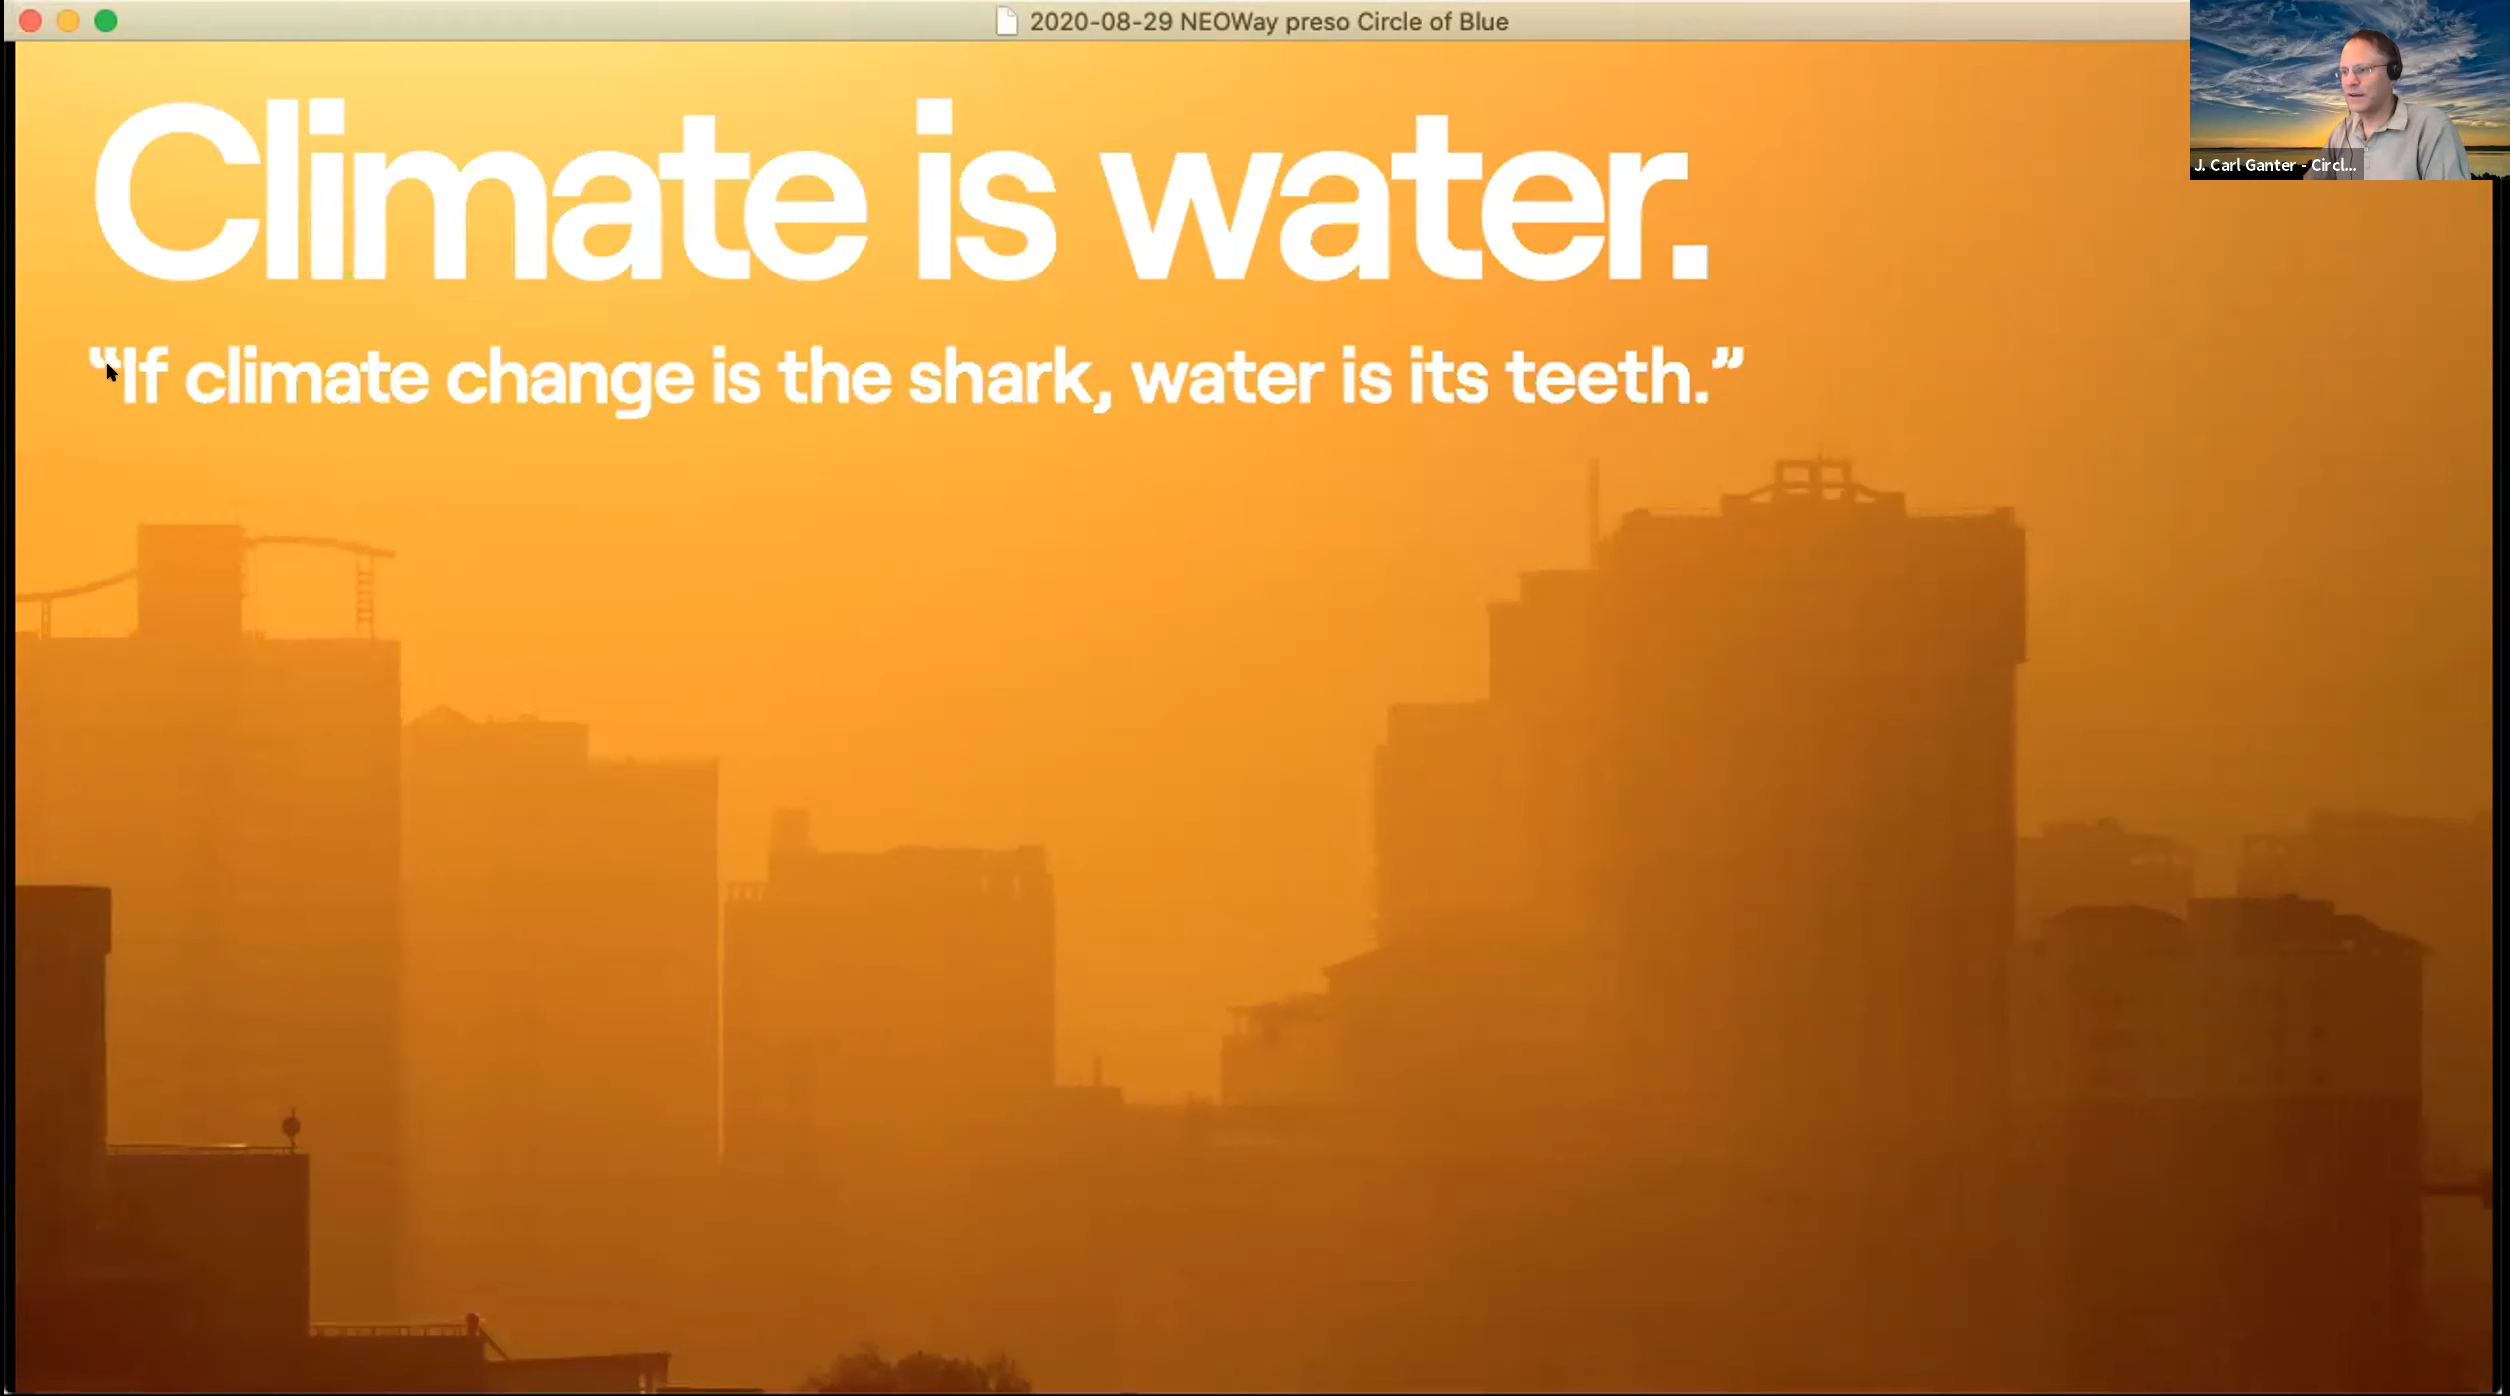 2020-08-29 NEOWay preso Circle of Blue
J. Carl Ganter - Circl...
Climate is water.
“If climate change is the shark, water is its teeth.”